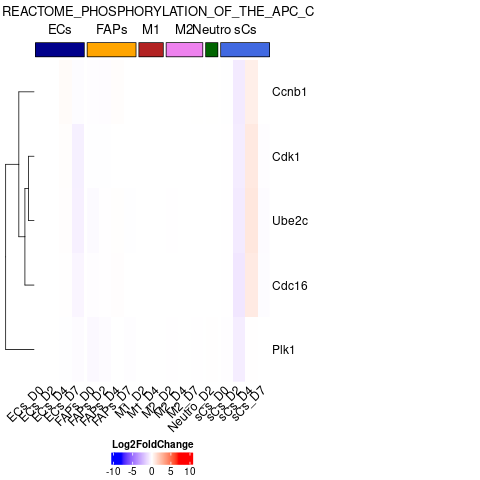 REACTOME_PHOSPHORYLATION_OF_THE_APC_C
ECs FAPs M1 M2 Neutro sCs
Ccnb1
Cdk1
Ube2c
Cdc16
Plk1
ECs_D0 ECs_D2 ECs_D4 ECs_D7 FAPs_D0 FAPs_D2 FAPs_D4 FAPs_D7 M1_D2 M1_D4 M2_D2 M2_D4 M2_D7 Neutro_D2 sCs_D0 sCs_D2 sCs_D4 sCs_D7
Log2FoldChange
-10 -5 0 5 10